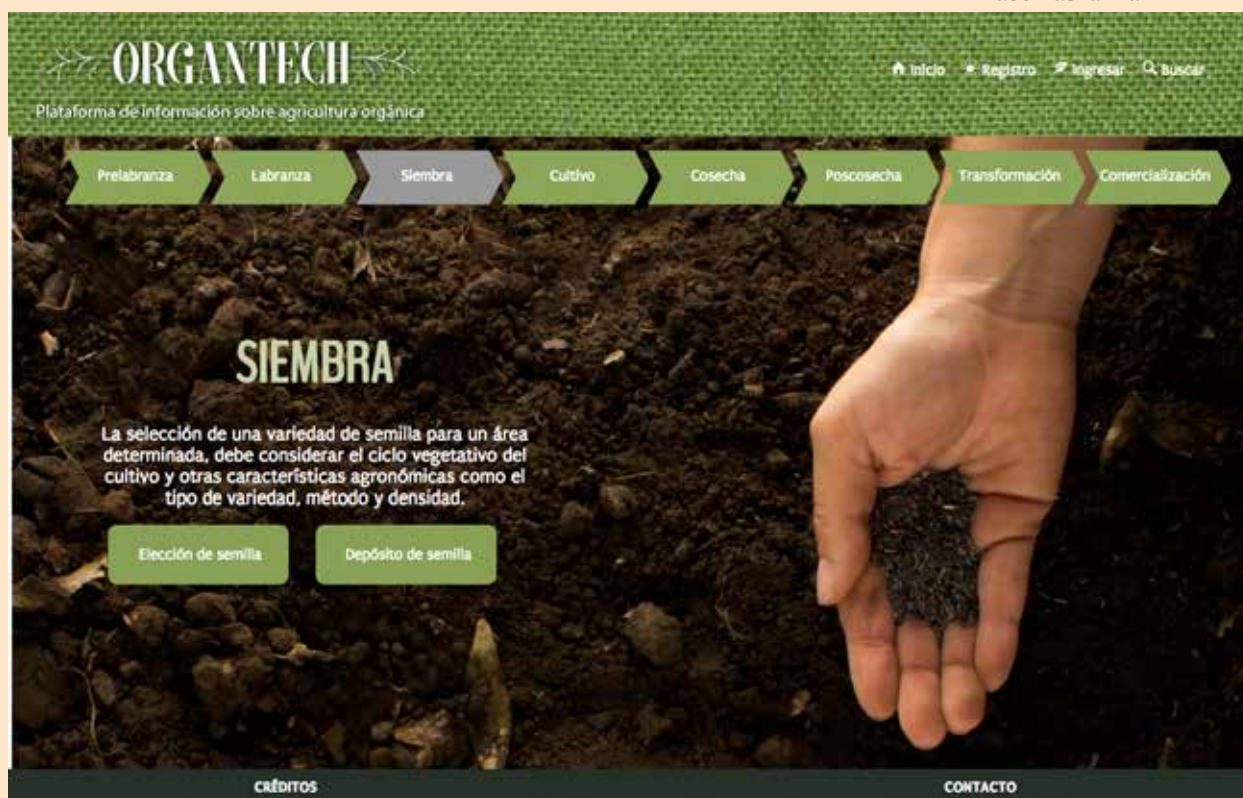 ORGANTECH
Plataforma de información sobre agricultura orgánica
Inicio Registro Ingresar Buscar
Prelabranza Labranza Siembra Cultivo Cosecha Poscosecha Transformación Comercialización
SIEMBRA
La selección de una variedad de semilla para un área
determinada, debe considerar el ciclo vegetativo del
cultivo y otras características agronómicas como el
tipo de variedad, método y densidad.
Elección de semilla Depósito de semilla
CRÉDITOS CONTACTO